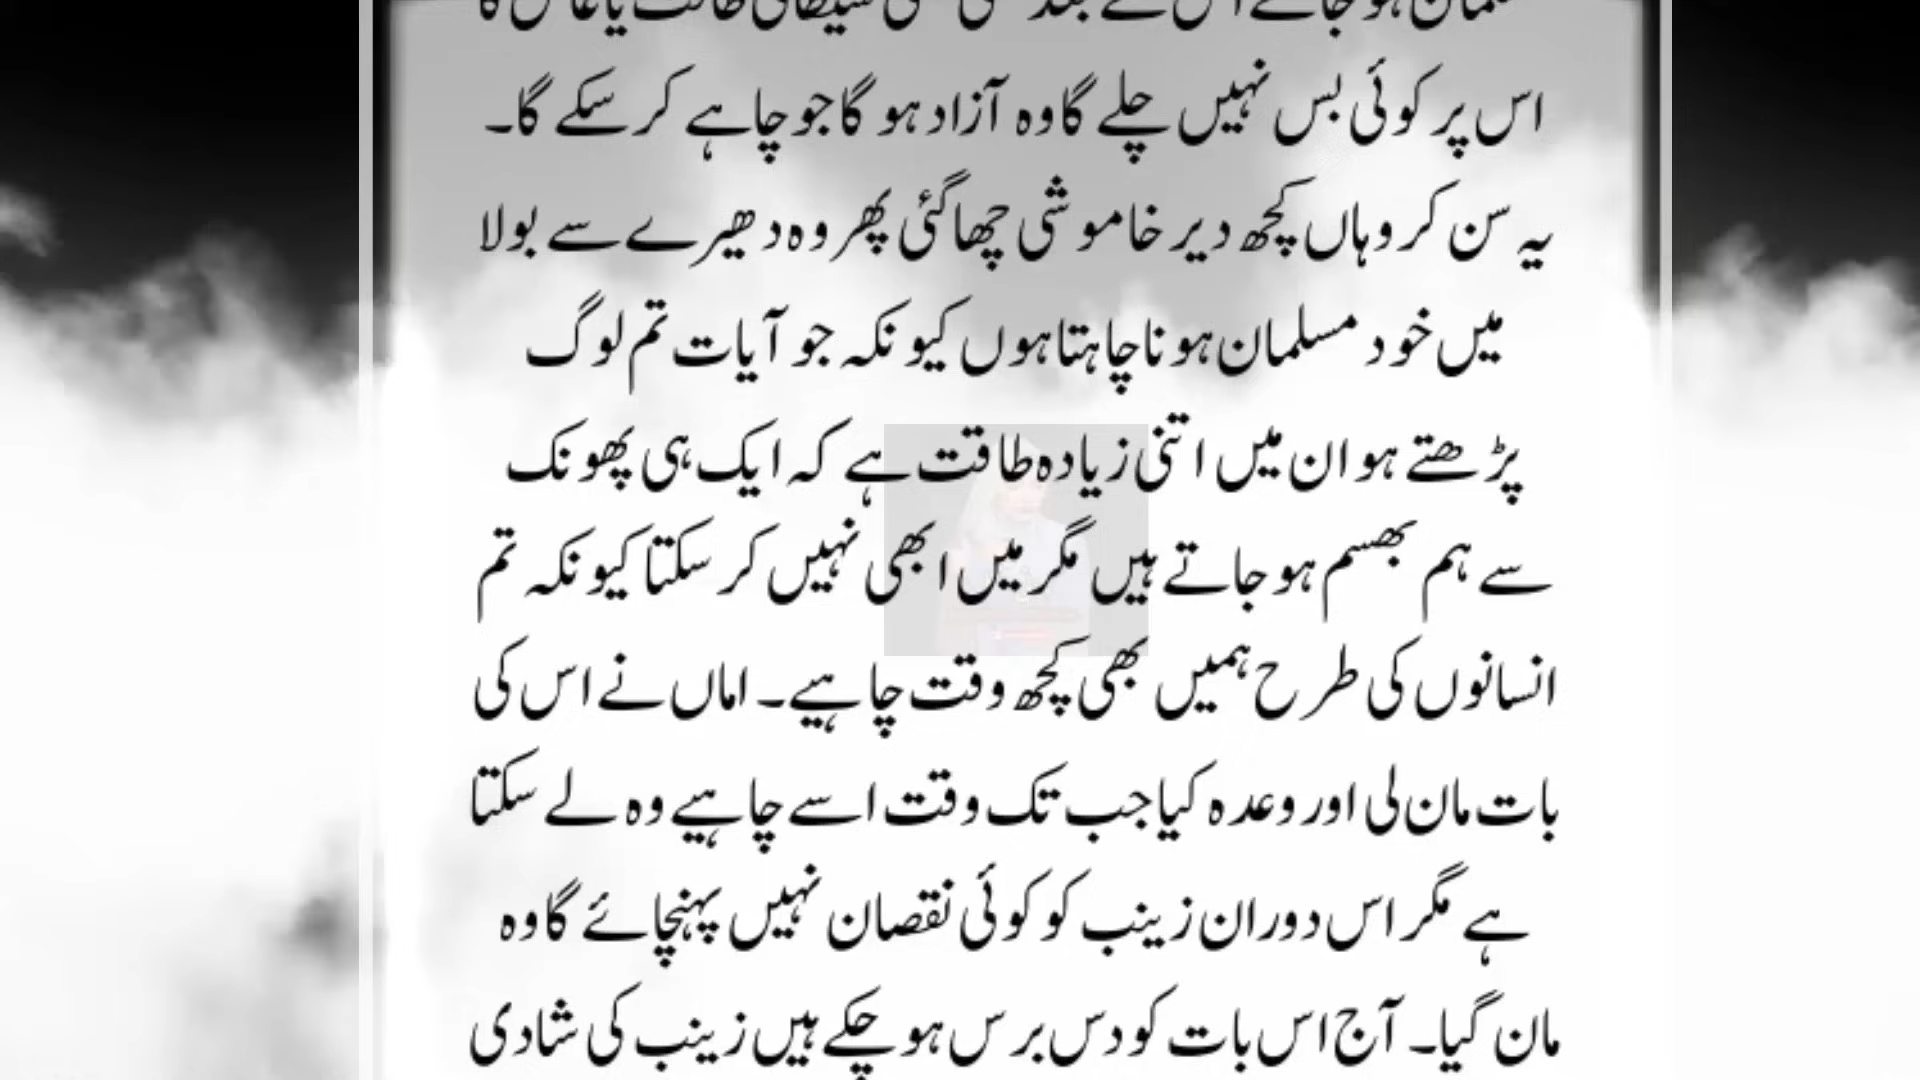 اس پر کوئی بس نہیں چلے گا وہ آزاد ہو گا جو چاہے کر سکے گا۔
یہ سن کر وہاں کچھ دیر خاموشی چھا گئی پھر وہ دھیرے سے بولا
میں خود مسلمان ہونا چاہتا ہوں کیونکہ جو آیات تم لوگ
پڑھتے ہو ان میں اتنی زیادہ طاقت ہے کہ ایک ہی پھونک
سے ہم بھسم ہو جاتے ہیں مگر میں ابھی نہیں کر سکتا کیونکہ تم
انسانوں کی طرح ہمیں بھی کچھ وقت چاہیے۔ اماں نے اس کی
بات مان لی اور وعدہ کیا جب تک وقت اسے چاہیے وہ لے سکتا
ہے مگر اس دوران زینب کو کوئی نقصان نہیں پہنچائے گا وہ
مان گیا۔ آج اس بات کو دس برس ہو چکے ہیں زینب کی شادی